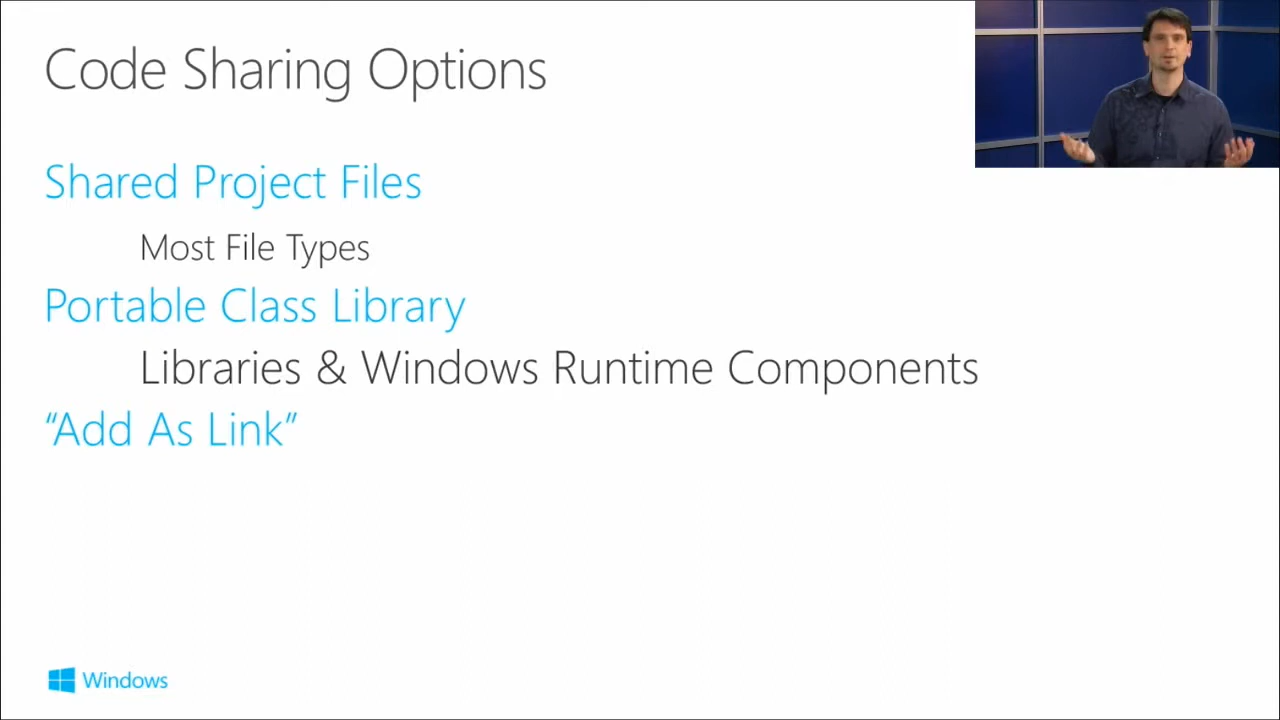 Code Sharing Options
Shared Project Files
Most File Types
Portable Class Library
Libraries & Windows Runtime Components
“Add As Link”
Windows